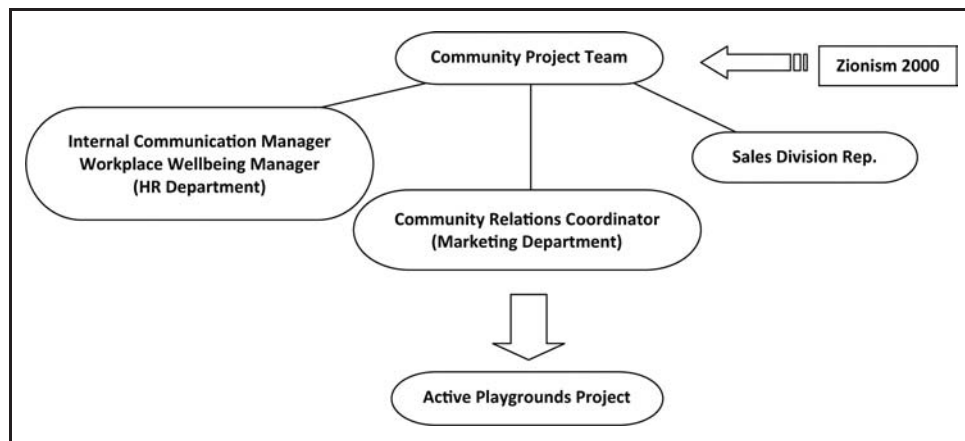 Community Project Team
Zionism 2000
Internal Communication Manager
Workplace Wellbeing Manager
(HR Department)
Sales Division Rep.
Community Relations Coordinator
(Marketing Department)
Active Playgrounds Project